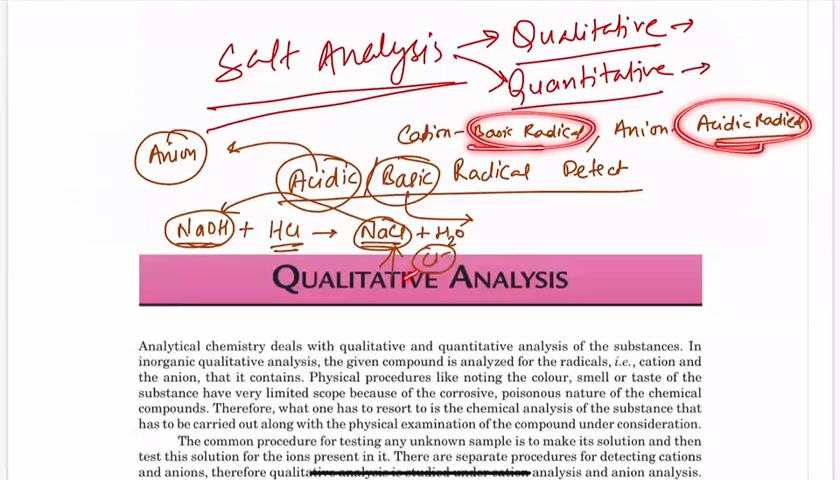 Salt Analysis → Qualitative →
→ Quantitative →
Cation - Basic Radical, Anion Acidic Radical
Anion
Acidic / Basic Radical Detect
NaOH + HCl → NaCl + H2O
Cl-
QUALITATIVE ANALYSIS
Analytical chemistry deals with qualitative and quantitative analysis of the substances. In
inorganic qualitative analysis, the given compound is analyzed for the radicals, i.e., cation and
the anion, that it contains. Physical procedures like noting the colour, smell or taste of the
substance have very limited scope because of the corrosive, poisonous nature of the chemical
compounds. Therefore, what one has to resort to is the chemical analysis of the substance that
has to be carried out along with the physical examination of the compound under consideration.
The common procedure for testing any unknown sample is to make its solution and then
test this solution for the ions present in it. There are separate procedures for detecting cations
and anions, therefore qualitative analysis is studied under cation analysis and anion analysis.